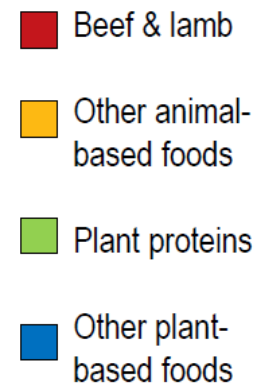 Beef & lamb
Other animal-
based foods
Plant proteins
Other plant-
based foods